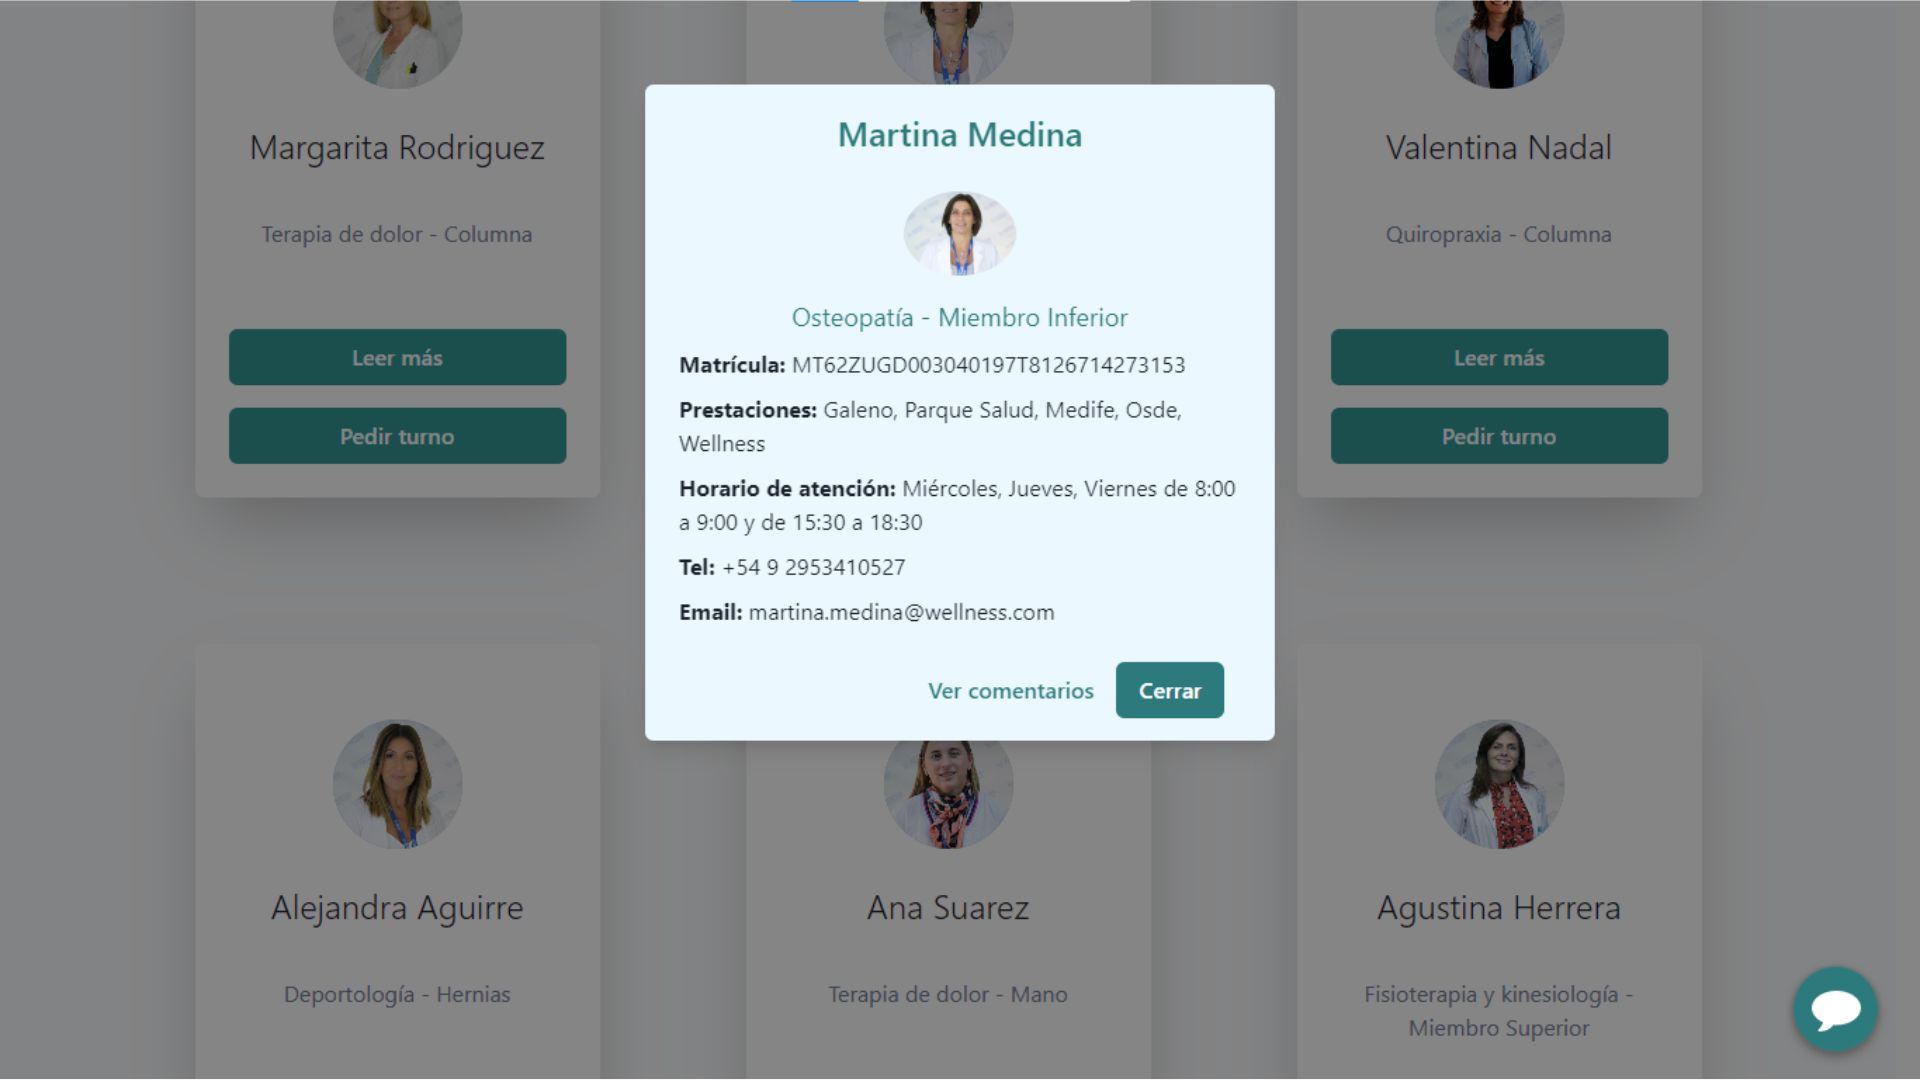 Margarita Rodriguez
Terapia de dolor - Columna
Leer más
Pedir turno
Martina Medina
Osteopatía - Miembro Inferior
Matrícula: MT62ZUGD003040197T8126714273153
Prestaciones: Galeno, Parque Salud, Medife, Osde,
Wellness
Horario de atención: Miércoles, Jueves, Viernes de 8:00
a 9:00 y de 15:30 a 18:30
Tel: +54 9 2953410527
Email: martina.medina@wellness.com
Ver comentarios
Cerrar
Valentina Nadal
Quiropraxia - Columna
Leer más
Pedir turno
Alejandra Aguirre
Deportología - Hernias
Ana Suarez
Terapia de dolor - Mano
Agustina Herrera
Fisioterapia y kinesiología -
Miembro Superior